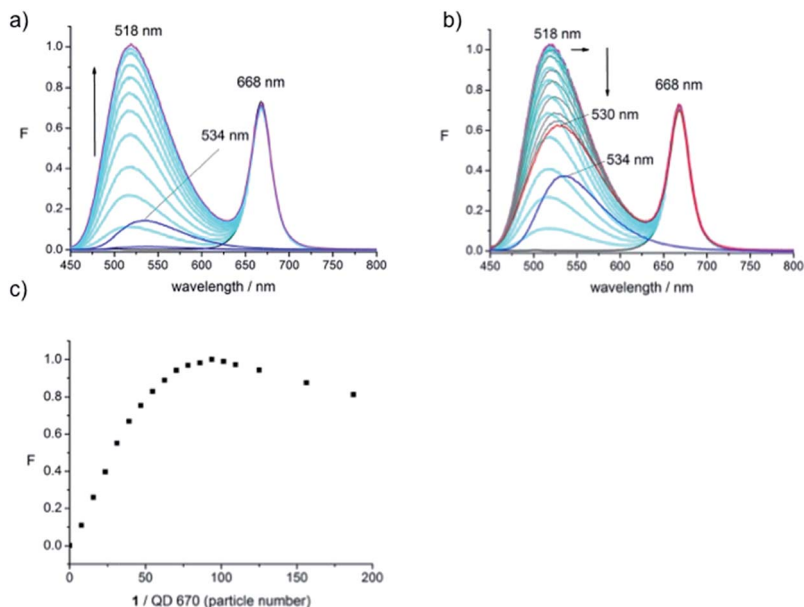 a)
518 nm
668 nm
534 nm
F
1.0
0.8
0.6
0.4
0.2
0.0
450 500 550 600 650 700 750 800
wavelength / nm
b)
518 nm
668 nm
530 nm
534 nm
F
1.0
0.8
0.6
0.4
0.2
0.0
450 500 550 600 650 700 750 800
wavelength / nm
c)
F
1.0
0.8
0.6
0.4
0.2
0.0
0 50 100 150 200
1 / QD 670 (particle number)